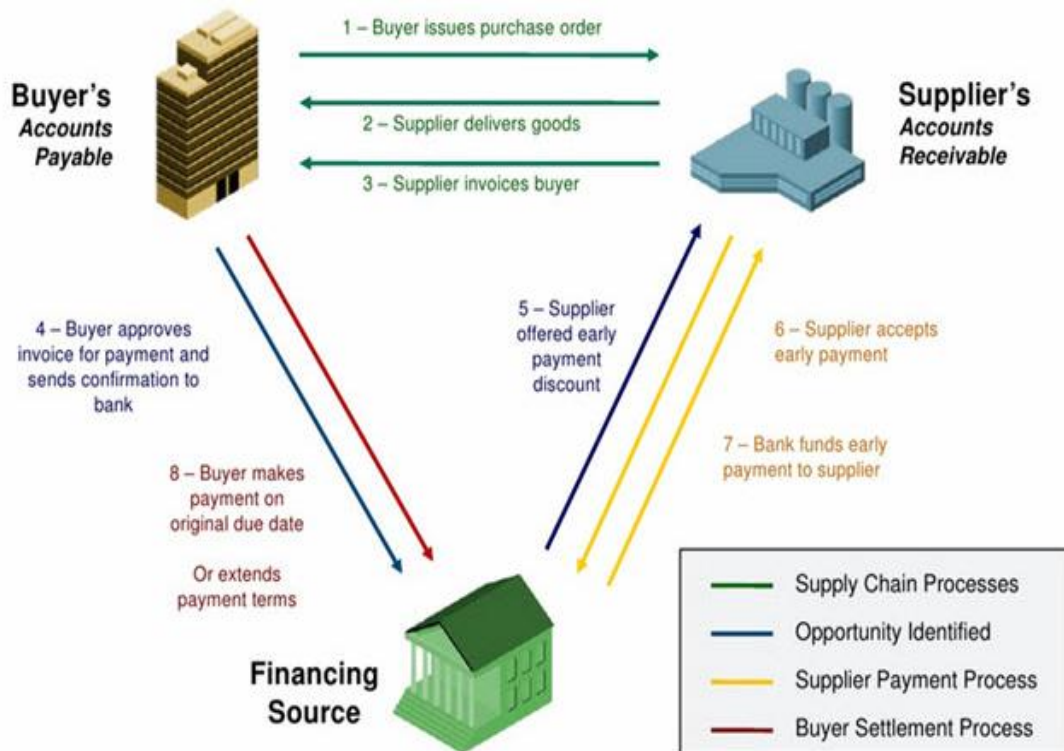 1 – Buyer issues purchase order
Buyer's
Accounts
Payable
Supplier's
Accounts
Receivable
2 – Supplier delivers goods
3 – Supplier invoices buyer
4 – Buyer approves
invoice for payment and
sends confirmation to
bank
5 – Supplier
offered early
payment
discount
6 – Supplier accepts
early payment
7 – Bank funds early
payment to supplier
8 – Buyer makes
payment on
original due date
Or extends
payment terms
Financing
Source
Supply Chain Processes
Opportunity Identified
Supplier Payment Process
Buyer Settlement Process